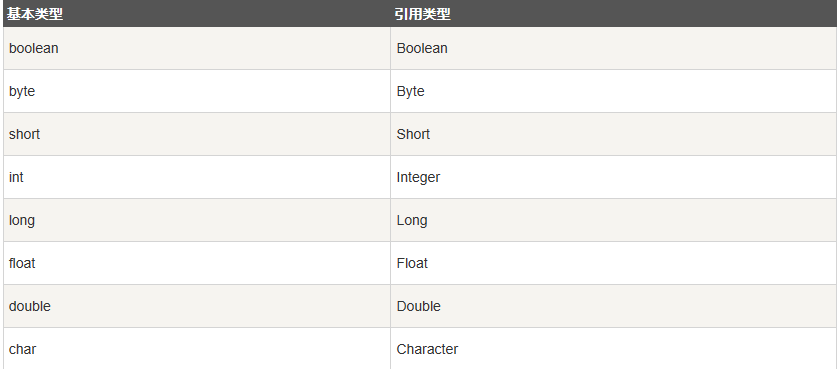 基本类型 引用类型
boolean Boolean
byte Byte
short Short
int Integer
long Long
float Float
double Double
char Character